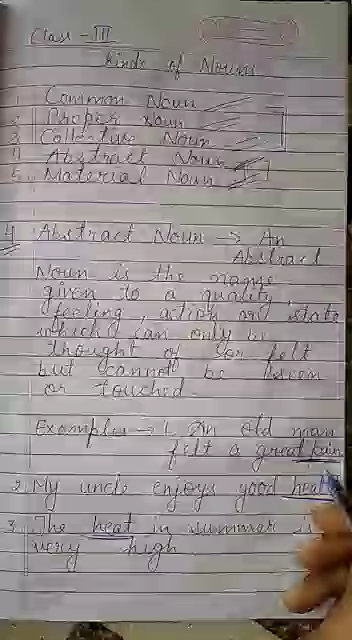 Class - III
Kinds of Nouns
1. Common Noun
2. Proper Noun
3. Collective Noun
4. Abstract Noun
5. Material Noun
4. Abstract Noun → An
Abstract
Noun is the name
given to a quality,
feeling, action or state
which can only be
thought of or felt
but cannot be seen
or touched.
Examples → 1. An old man
felt a great pain
2. My uncle enjoys good
3. The heat in summer is
very high